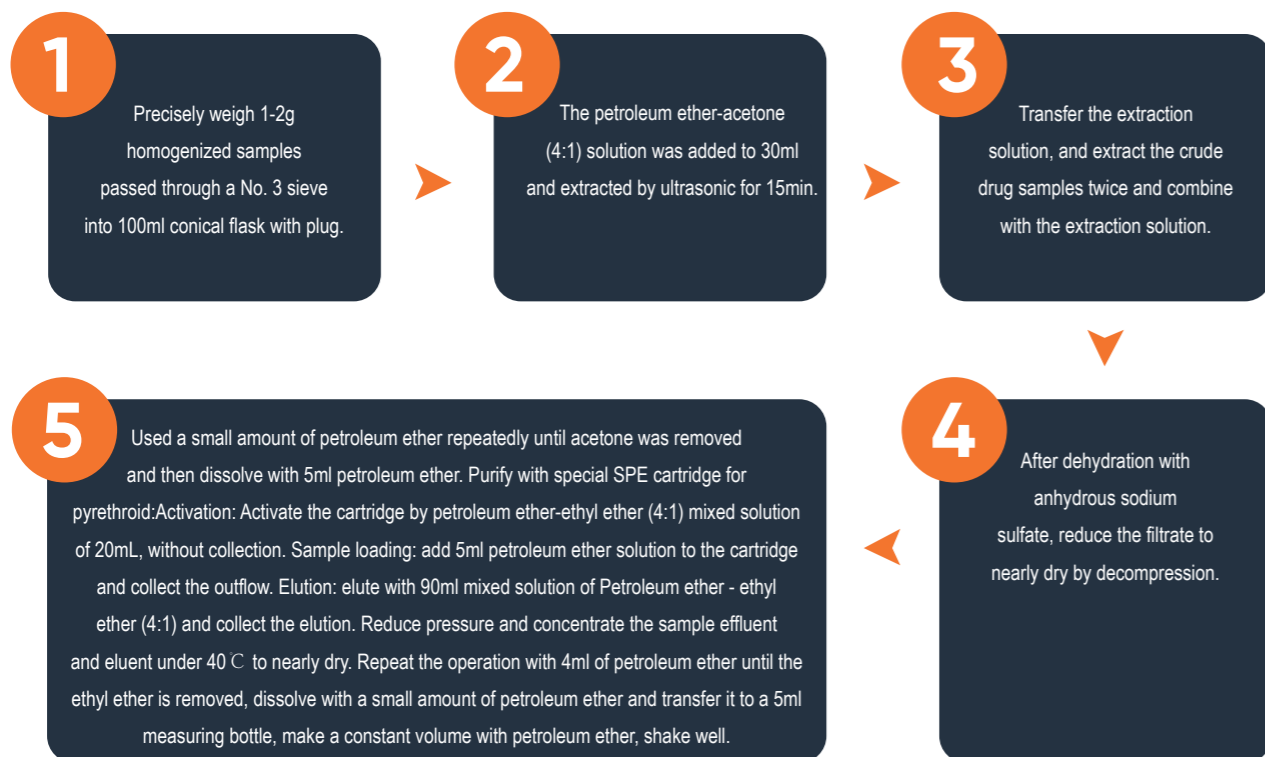 1
Precisely weigh 1-2g
homogenized samples
passed through a No. 3 sieve
into 100ml conical flask with plug.
2
The petroleum ether-acetone
(4:1) solution was added to 30ml
and extracted by ultrasonic for 15min.
3
Transfer the extraction
solution, and extract the crude
drug samples twice and combine
with the extraction solution.
4
After dehydration with
anhydrous sodium
sulfate, reduce the filtrate to
nearly dry by decompression.
5
Used a small amount of petroleum ether repeatedly until acetone was removed
and then dissolve with 5ml petroleum ether. Purify with special SPE cartridge for
pyrethroid:Activation: Activate the cartridge by petroleum ether-ethyl ether (4:1) mixed solution
of 20mL, without collection. Sample loading: add 5ml petroleum ether solution to the cartridge
and collect the outflow. Elution: elute with 90ml mixed solution of Petroleum ether - ethyl
ether (4:1) and collect the elution. Reduce pressure and concentrate the sample effluent
and eluent under 40℃ to nearly dry. Repeat the operation with 4ml of petroleum ether until the
ethyl ether is removed, dissolve with a small amount of petroleum ether and transfer it to a 5ml
measuring bottle, make a constant volume with petroleum ether, shake well.